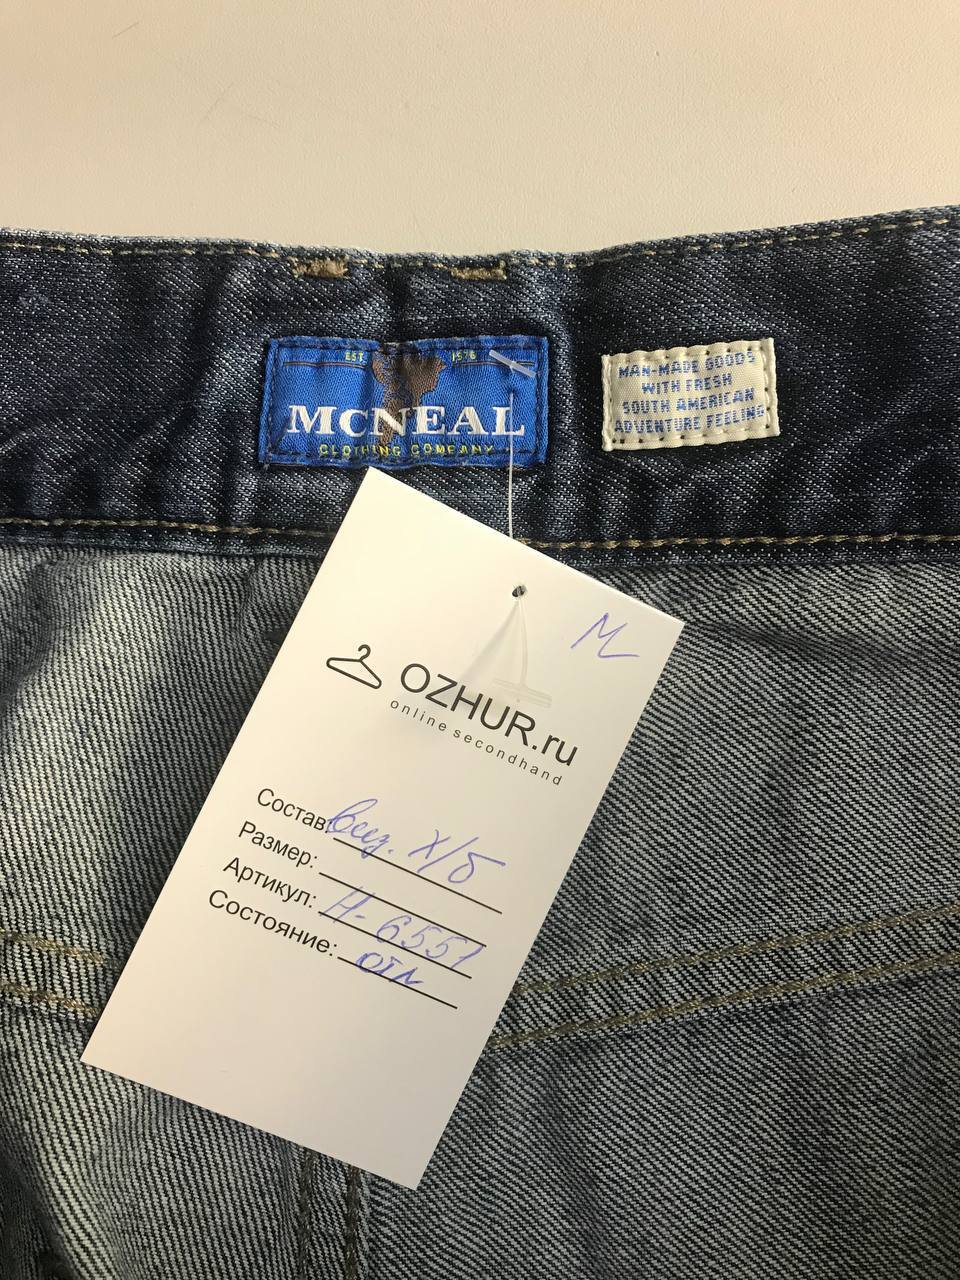 EST. 1976
MCNEAL
CLOTHING COMPANY
MAN-MADE GOODS
WITH FRESH
SOUTH AMERICAN
ADVENTURE FEELING
M
OZHUR.ru
online secondhand
Состав: виз. х/б
Размер:
Артикул: Н-6551
Состояние: отл